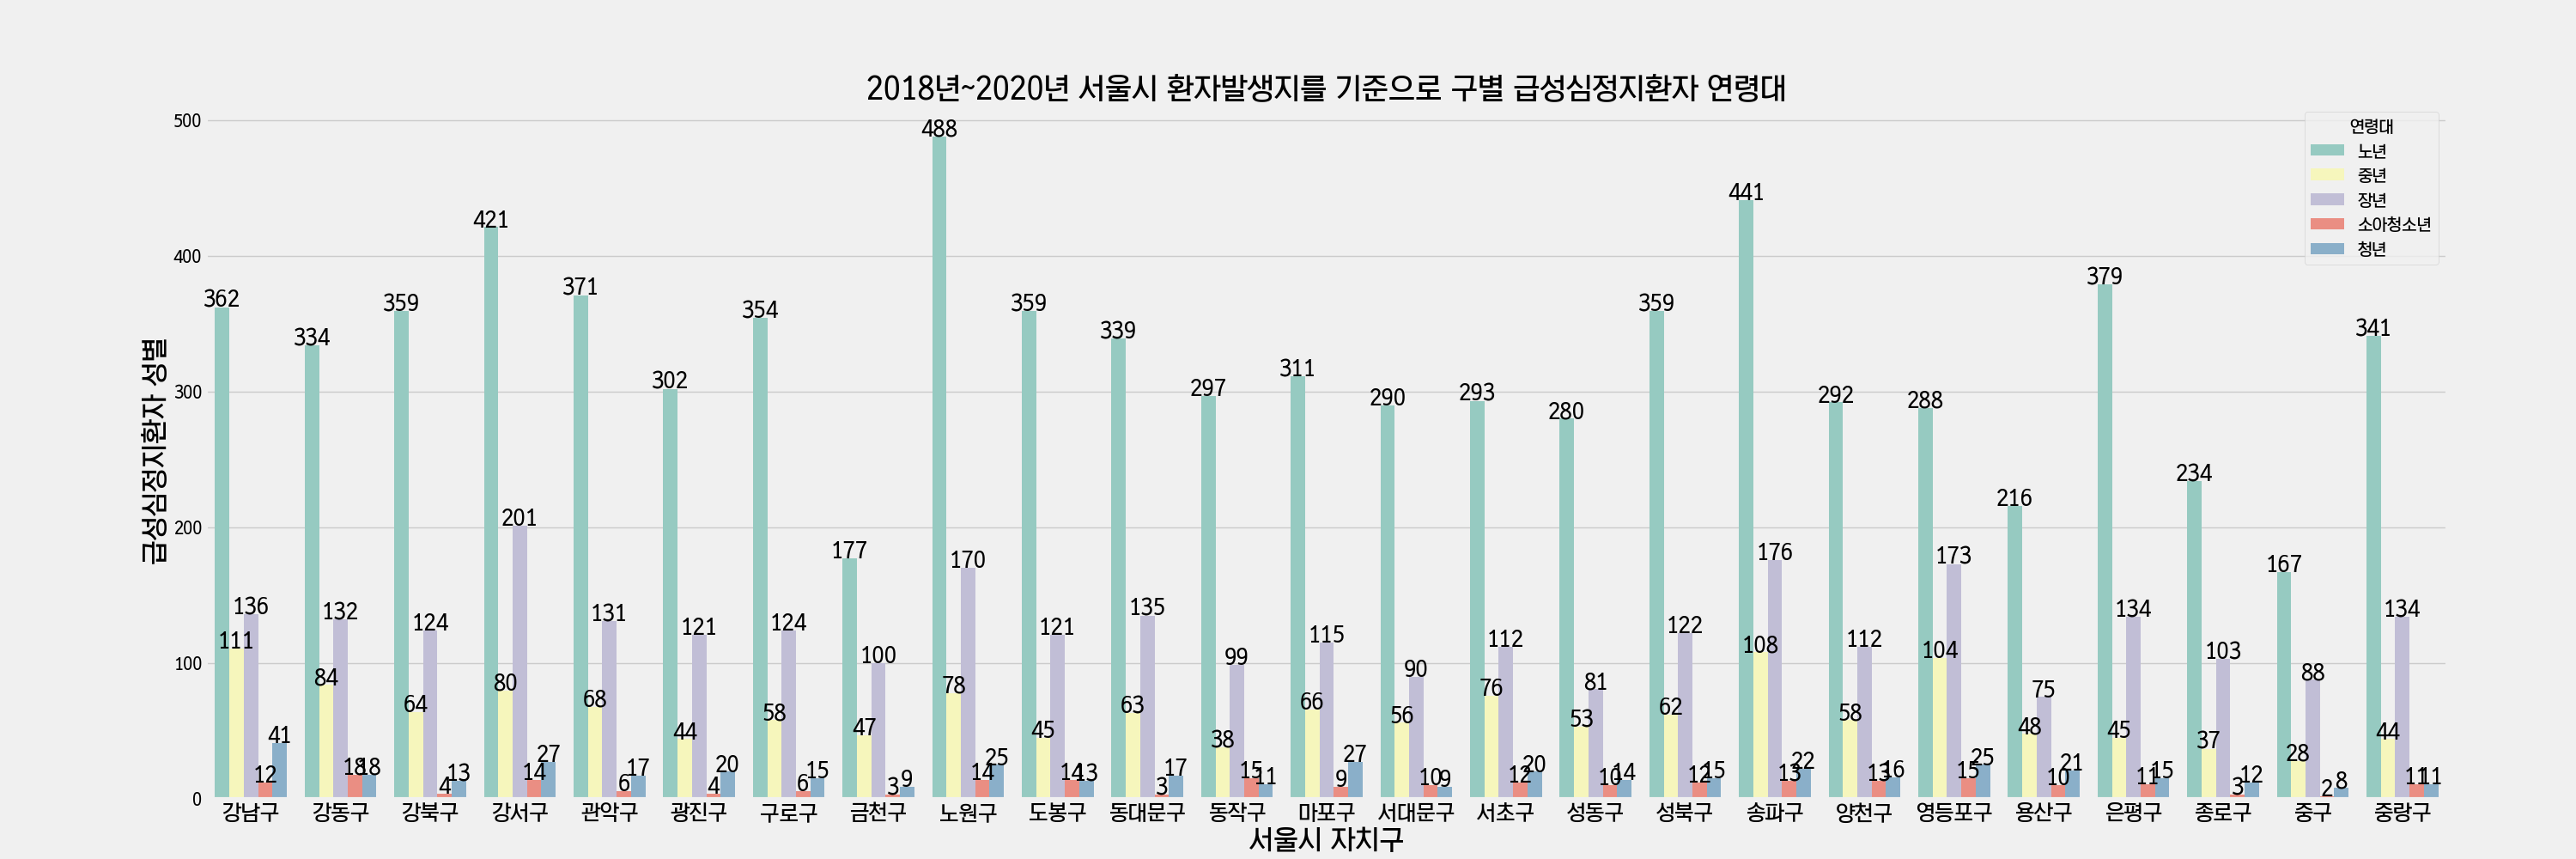 2018년~2020년 서울시 환자발생지를 기준으로 구별 급성심정지환자 연령대
급성심정지환자 성별
500
400
300
200
100
0
연령대
노년
중년
장년
소아청소년
청년
362 111 136 12 41
334 84 132 18 18
359 64 124 4 13
421 80 201 14 27
371 68 131 6 17
302 44 121 4 20
354 58 124 6 15
177 47 100 3 9
488 78 170 14 25
359 45 121 14 13
339 63 135 3 17
297 38 99 15 11
311 66 115 9 27
290 56 90 10 9
293 76 112 12 20
280 53 81 10 14
359 62 122 12 15
441 108 176 13 22
292 58 112 13 16
288 104 173 15 25
216 48 75 10 21
379 45 134 11 15
234 37 103 3 12
167 28 88 2 8
341 44 134 11 11
강남구 강동구 강북구 강서구 관악구 광진구 구로구 금천구 노원구 도봉구 동대문구 동작구 마포구 서대문구 서초구 성동구 성북구 송파구 양천구 영등포구 용산구 은평구 종로구 중구 중랑구
서울시 자치구